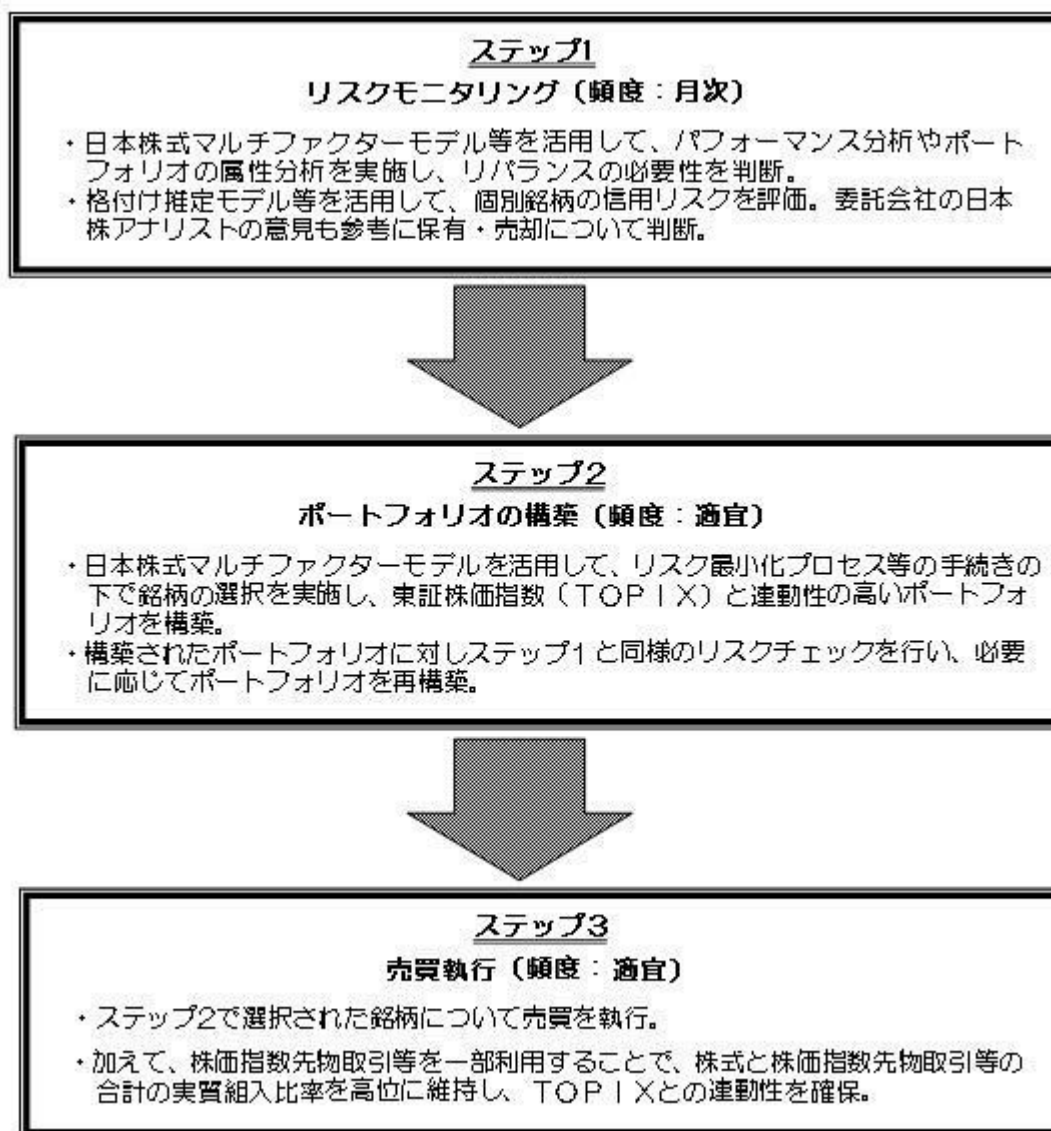 ステップ1
リスクモニタリング（頻度：月次）
・日本株式マルチファクターモデル等を活用して、パフォーマンス分析やポート
フォリオの属性分析を実施し、リバランスの必要性を判断。
・格付け推定モデル等を活用して、個別銘柄の信用リスクを評価。委託会社の日本
株アナリストの意見も参考に保有・売却について判断。
ステップ2
ポートフォリオの構築（頻度：適宜）
・日本株式マルチファクターモデルを活用して、リスク最小化プロセス等の手続きの
下で銘柄の選択を実施し、東証株価指数（ＴＯＰＩＸ）と連動性の高いポートフォ
リオを構築。
・構築されたポートフォリオに対しステップ1と同様のリスクチェックを行い、必要
に応じてポートフォリオを再構築。
ステップ3
売買執行（頻度：適宜）
・ステップ2で選択された銘柄について売買を執行。
・加えて、株価指数先物取引等を一部利用することで、株式と株価指数先物取引等の
合計の実質組入比率を高位に維持し、ＴＯＰＩＸとの連動性を確保。